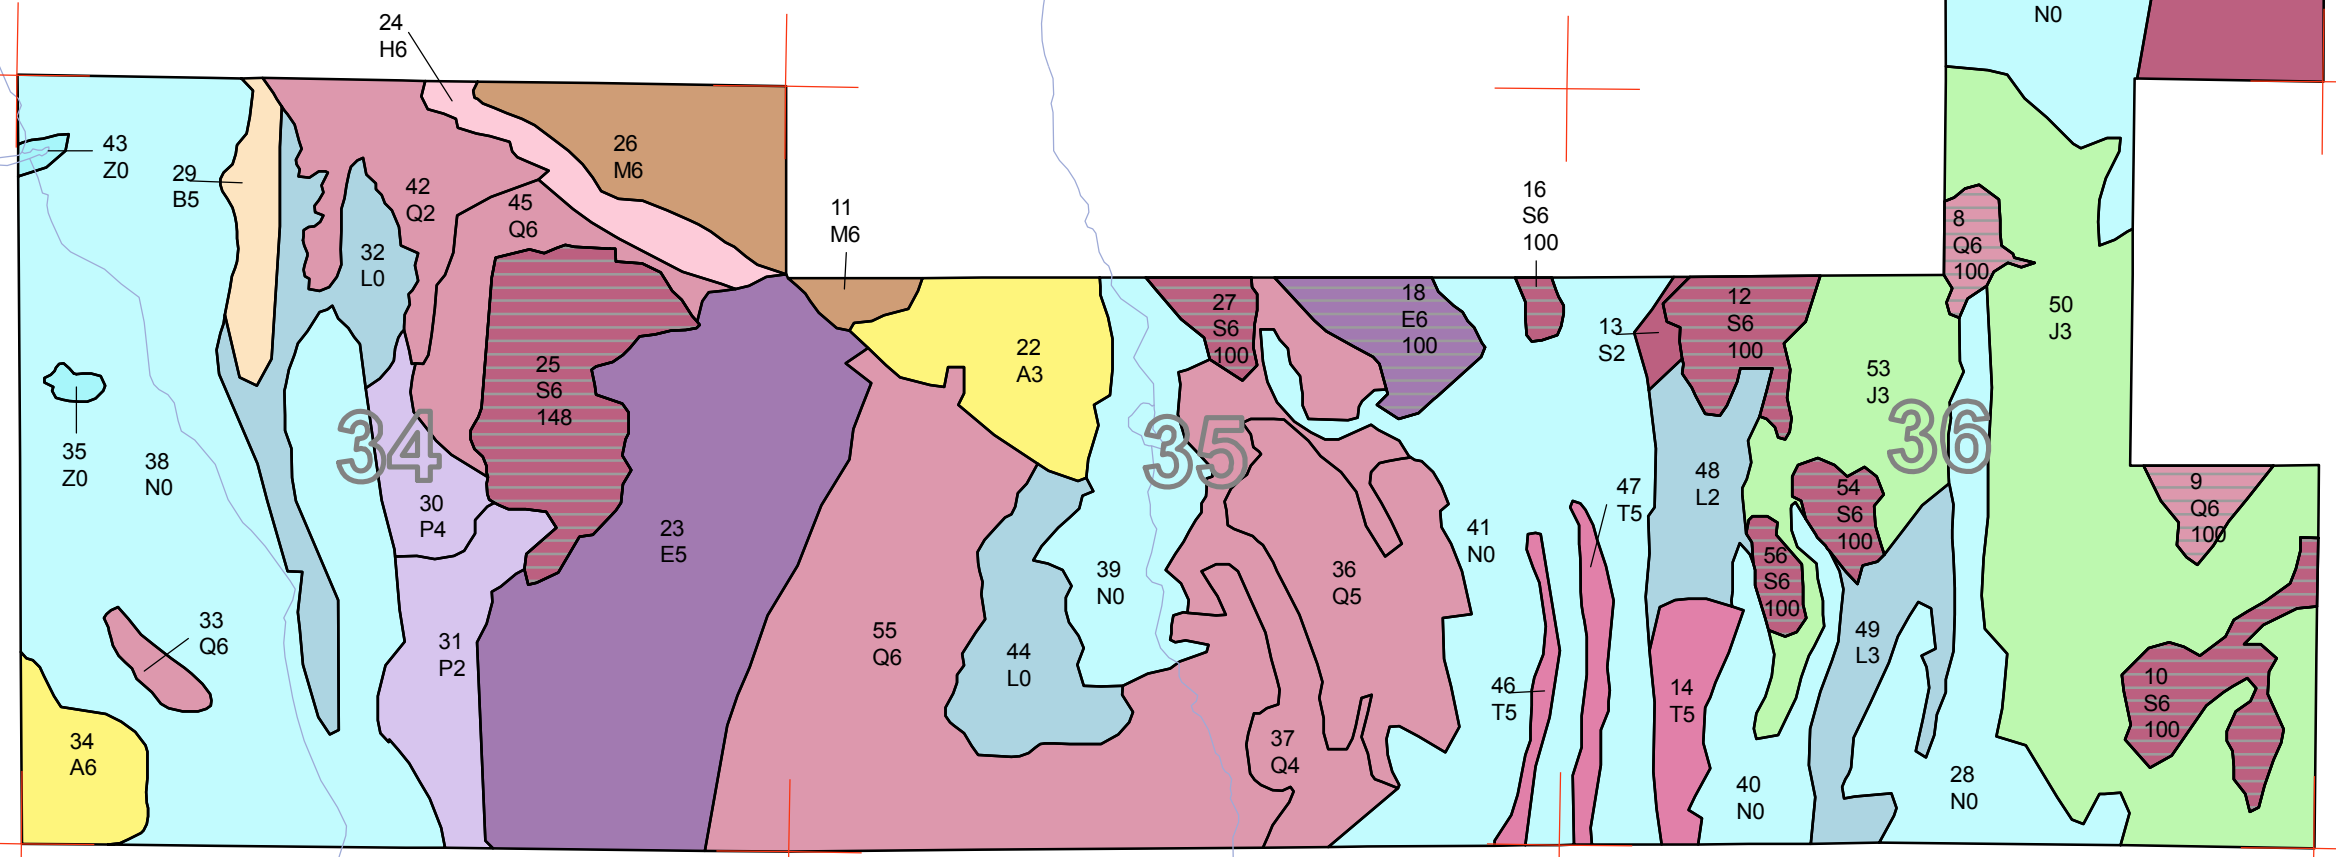 N0
24
H6
43
Z0
29
B5
42
Q2
26
M6
45
Q6
32
L0
11
M6
16
S6
100
8
Q6
100
27
S6
100
18
E6
100
13
S2
12
S6
100
50
J3
22
A3
53
J3
25
S6
148
35
Z0
38
N0
34
35
36
30
P4
23
E5
39
N0
36
Q5
41
N0
47
T5
48
L2
54
S6
100
9
Q6
100
56
S6
100
33
Q6
31
P2
55
Q6
44
L0
49
L3
46
T5
14
T5
10
S6
100
34
A6
37
Q4
40
N0
28
N0